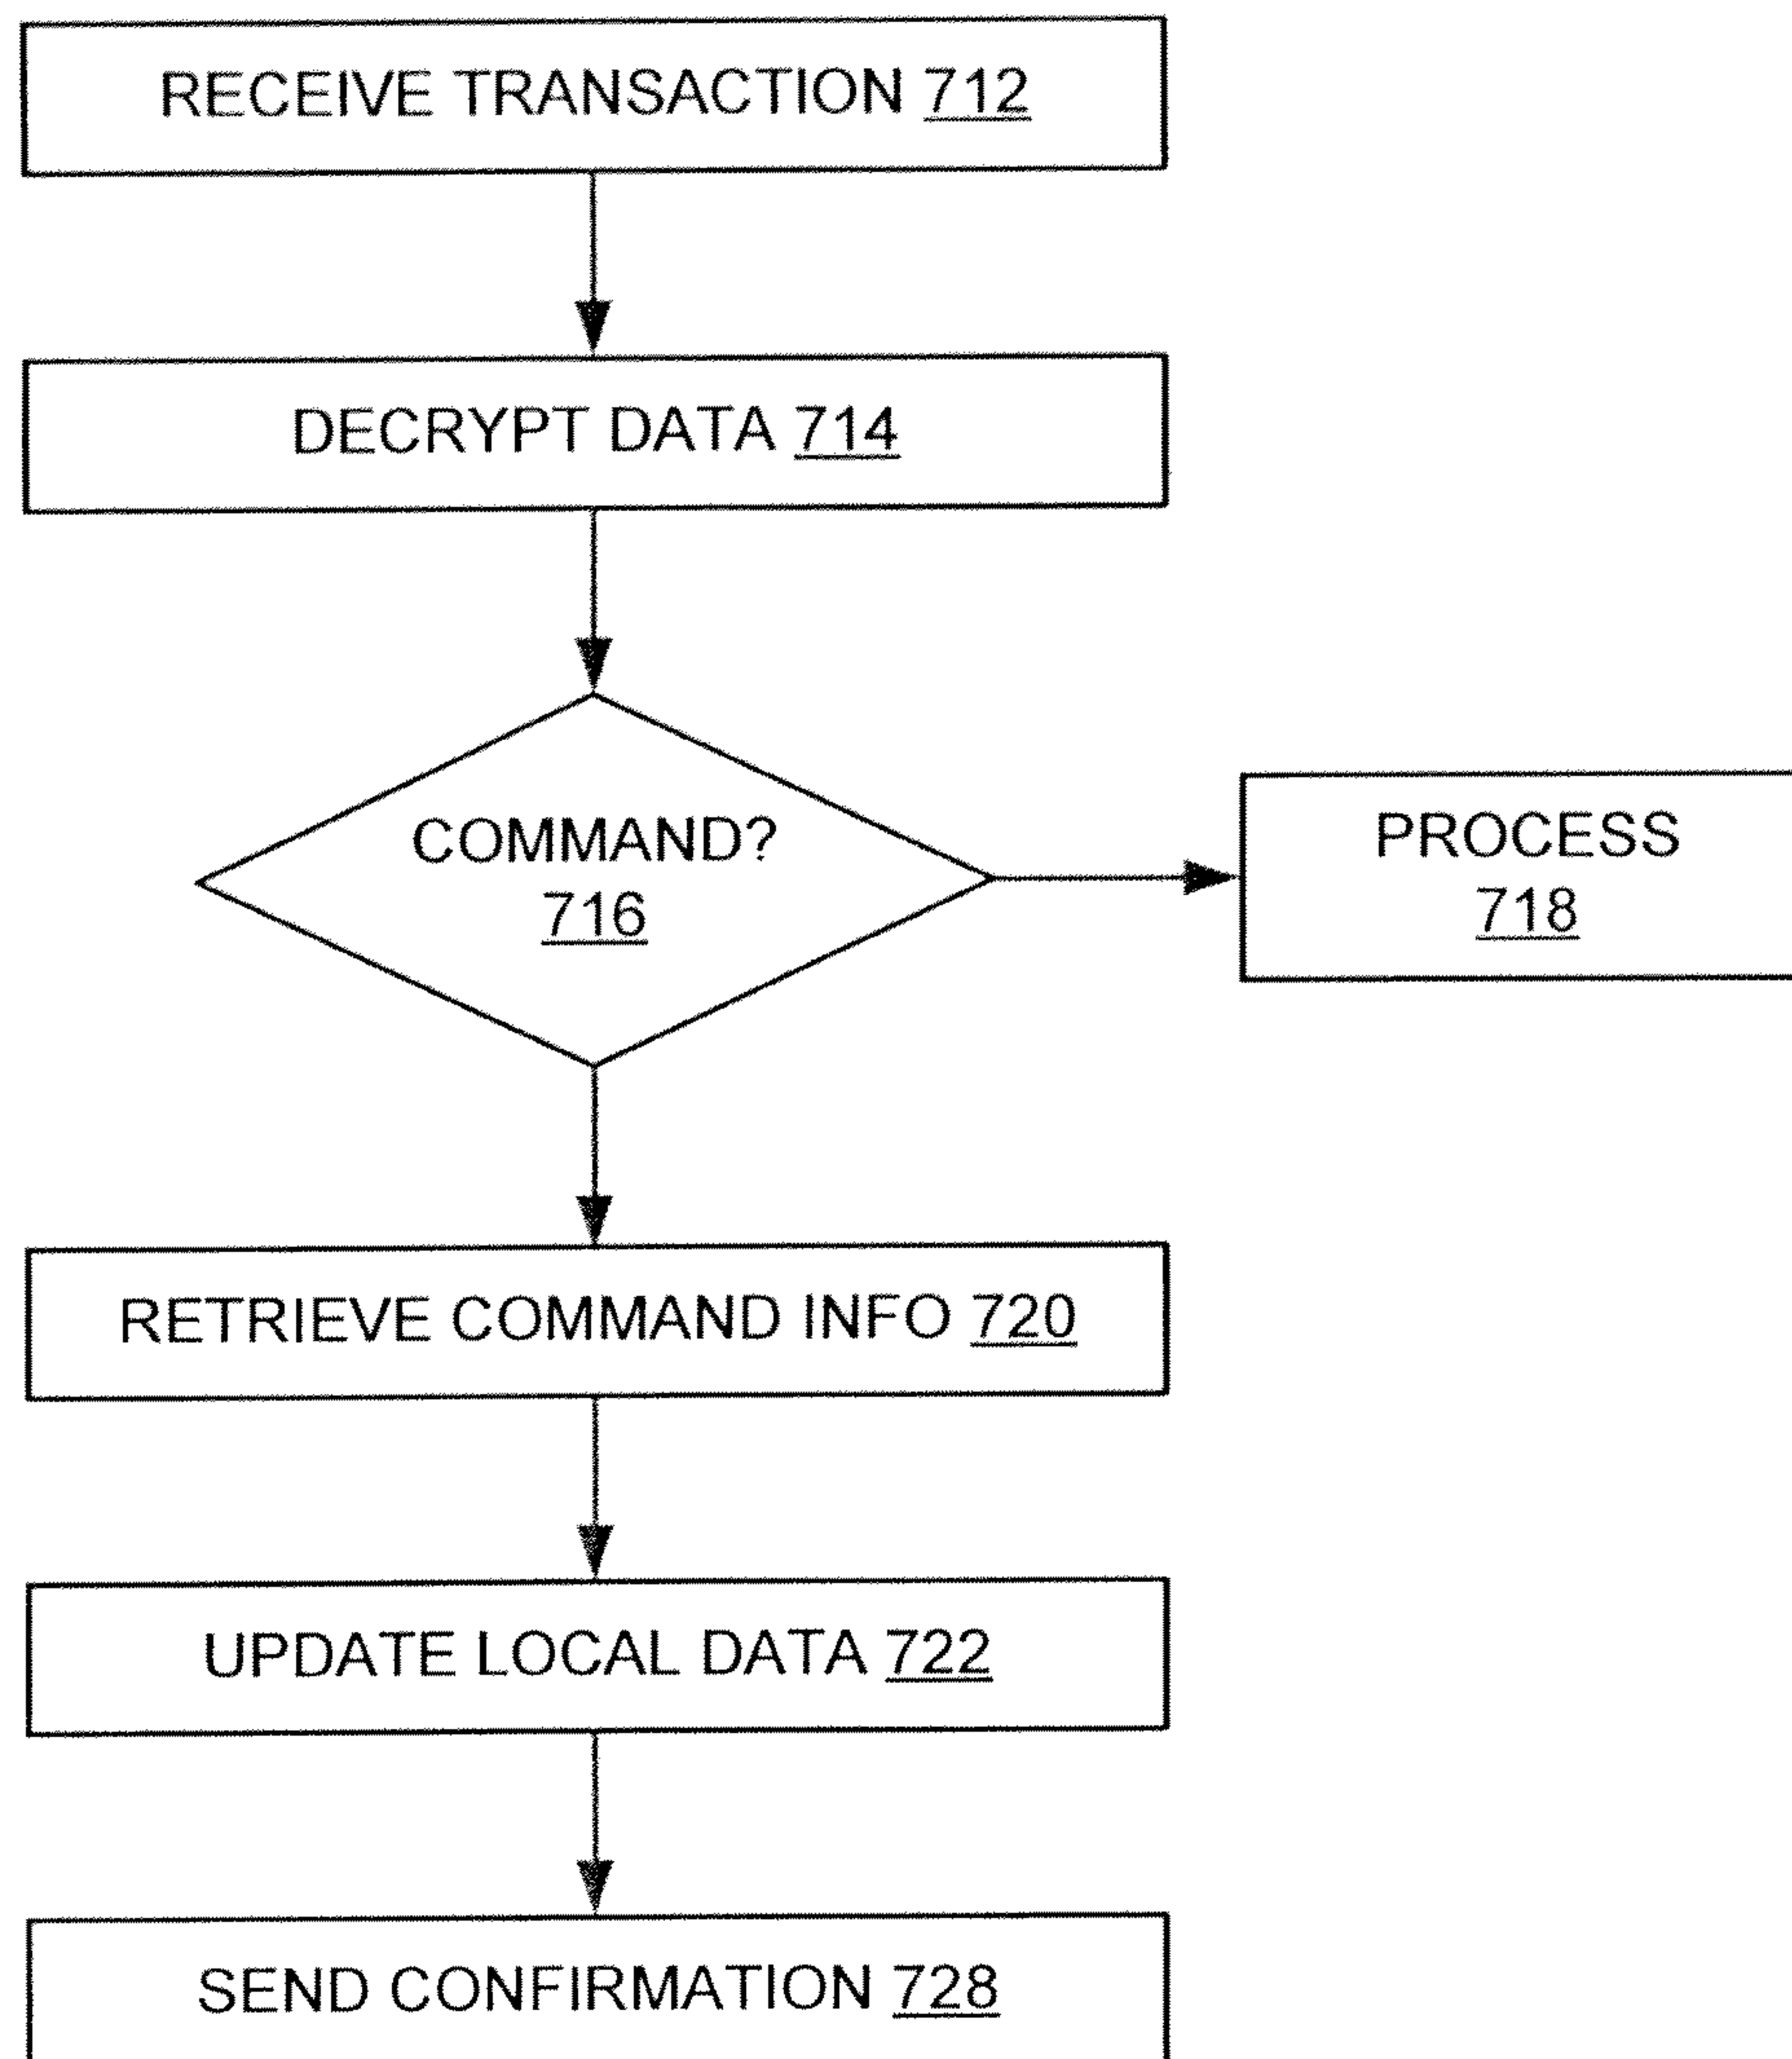 RECEIVE TRANSACTION 712
DECRYPT DATA 714
COMMAND?
716
PROCESS
718
RETRIEVE COMMAND INFO 720
UPDATE LOCAL DATA 722
SEND CONFIRMATION 728